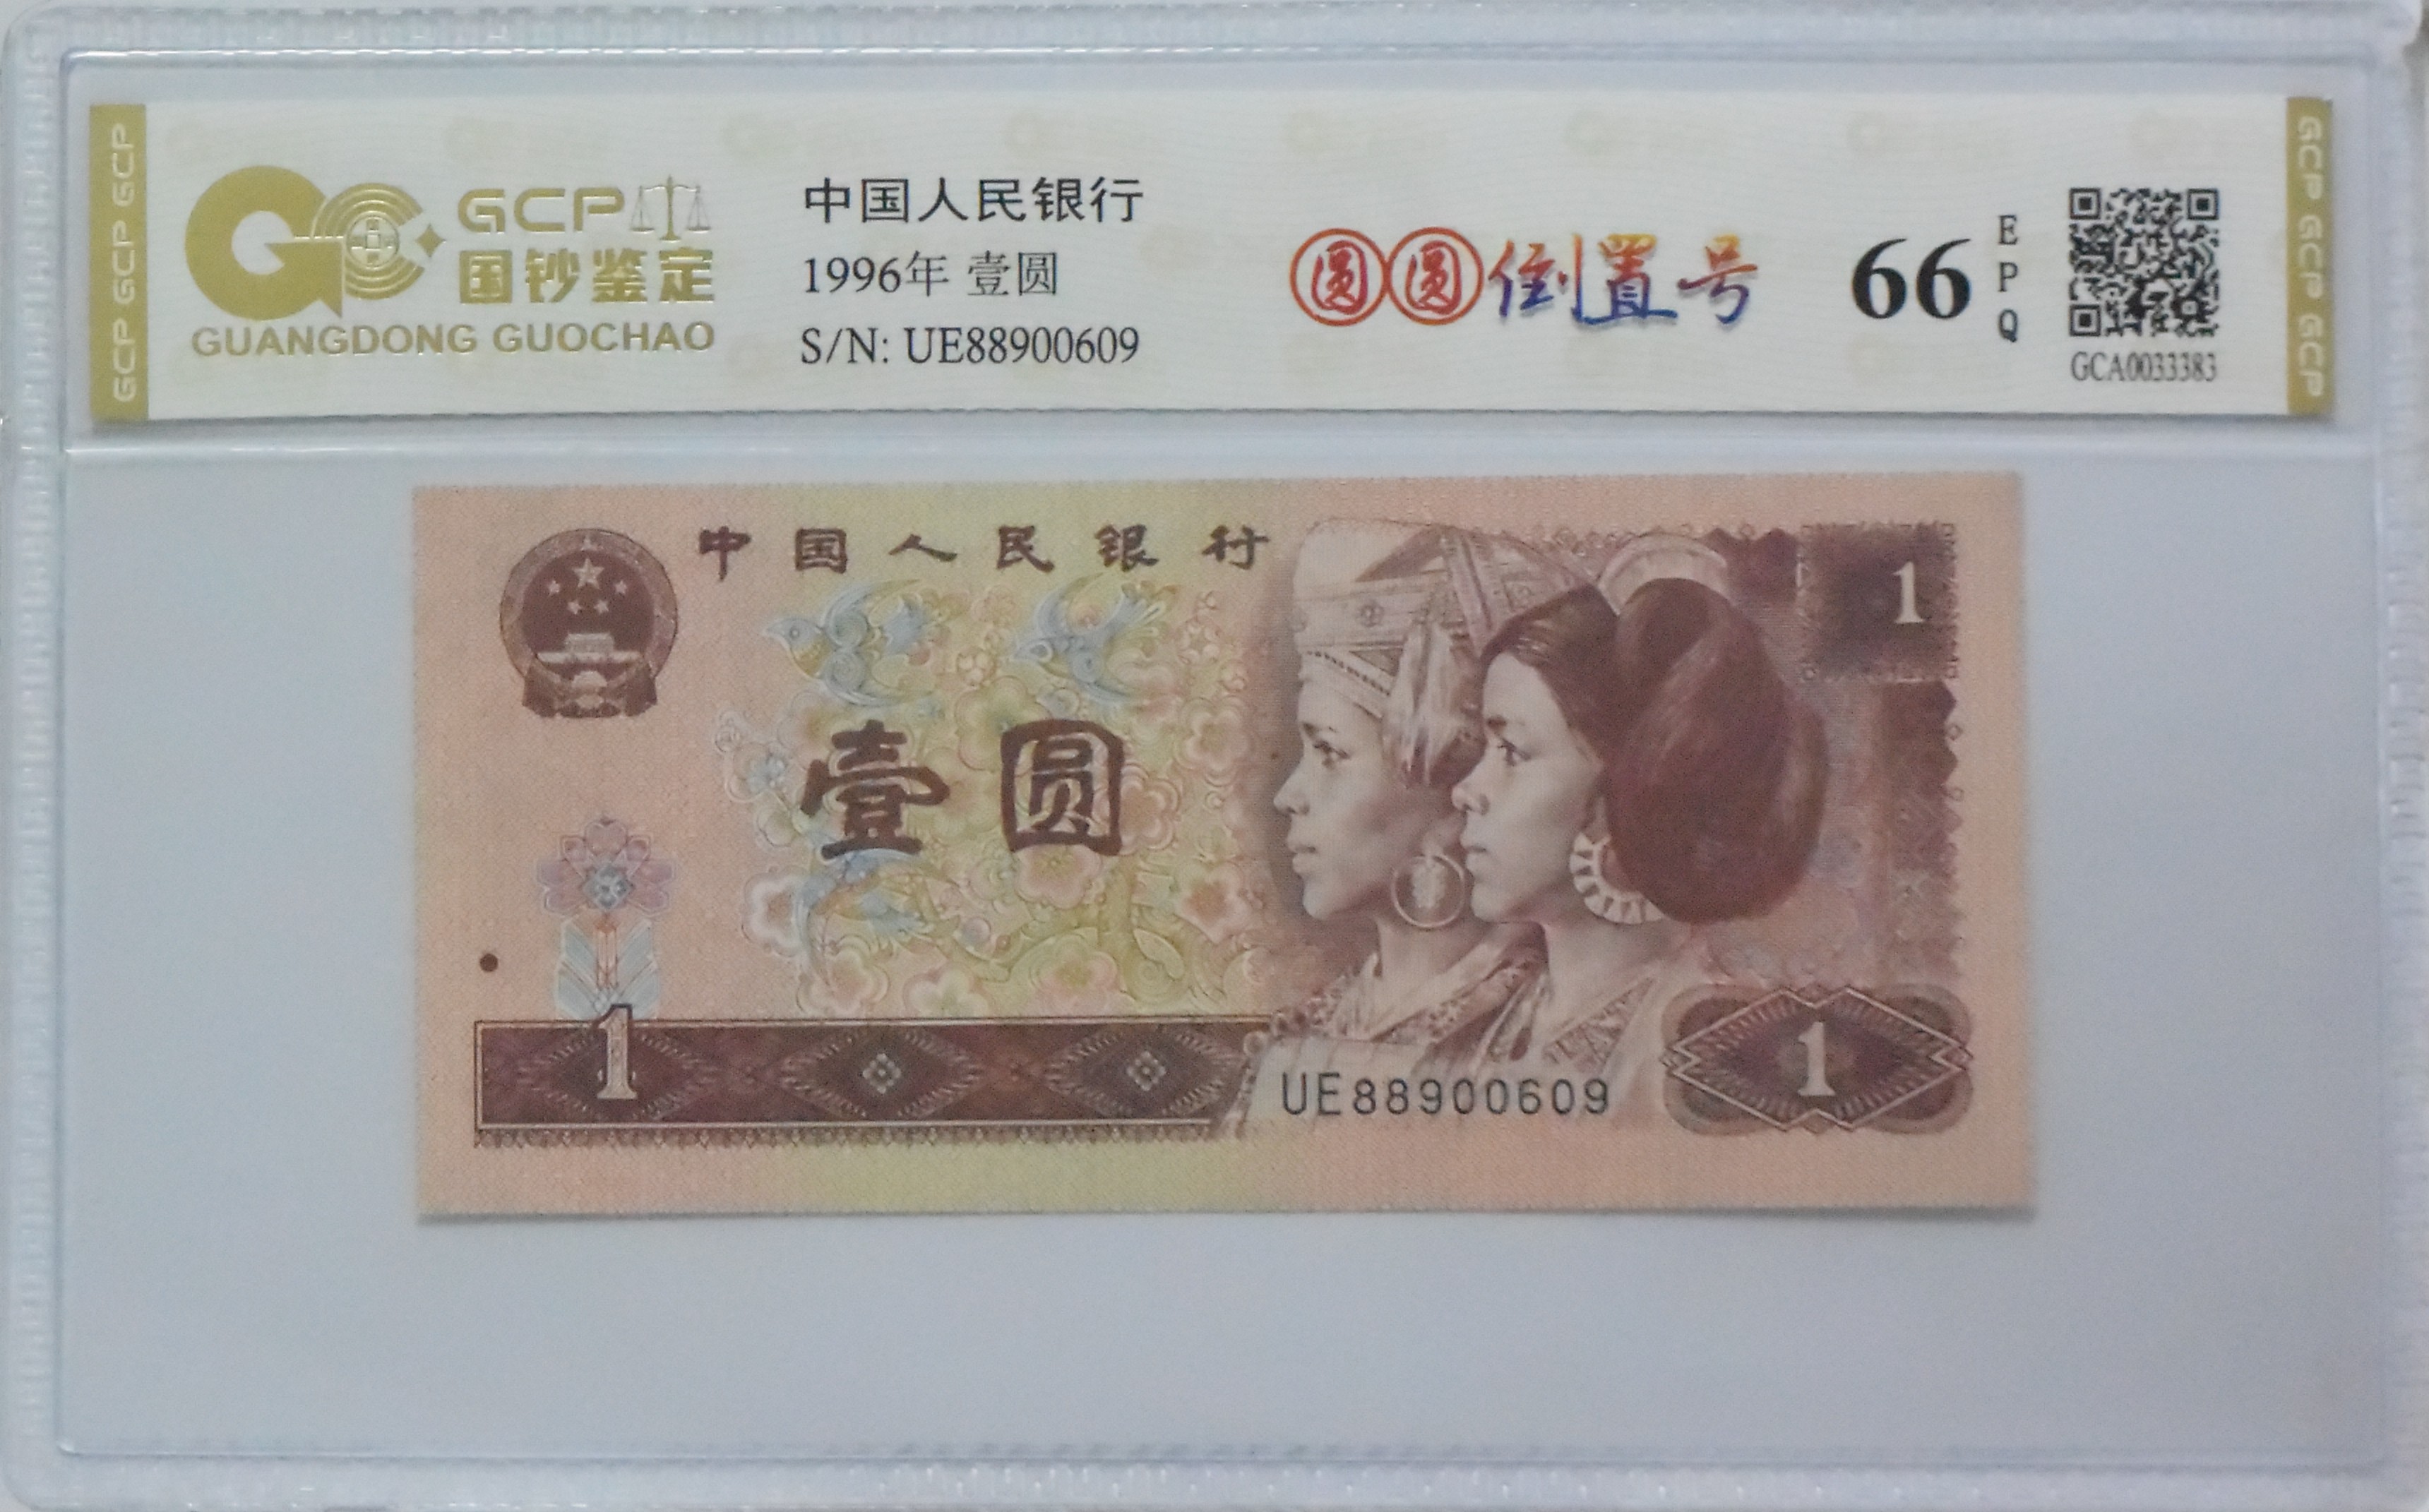 GCP GCP GCP
GCP
国钞鉴定
GUANGDONG GUOCHAO
中国人民银行
1996年 壹圆
S/N: UE88900609
圆圆倒置号
66
EPQ
GCA0033383
GCP GCP GCP
中国人民银行
1
壹圆
1
UE88900609
1